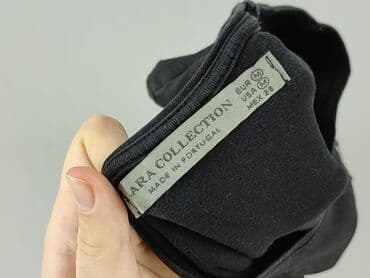 ARA COLLECTION
MADE IN PORTUGAL
EUR M
USA M
MEX 28